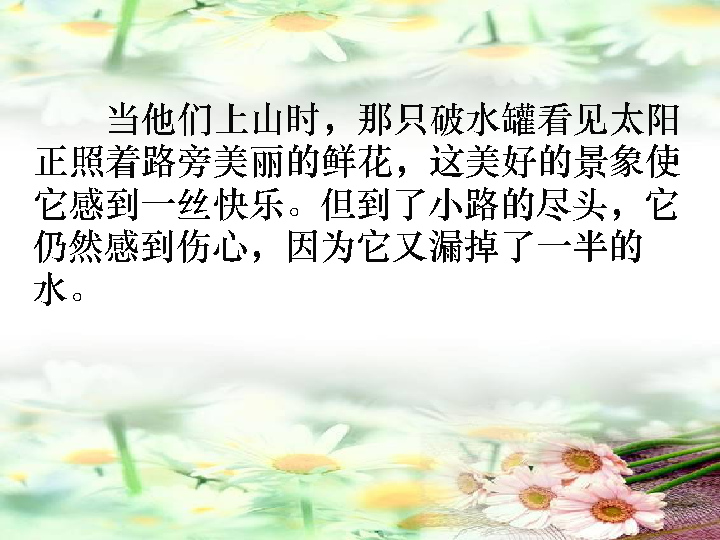 当他们上山时，那只破水罐看见太阳
正照着路旁美丽的鲜花，这美好的景象使
它感到一丝快乐。但到了小路的尽头，它
仍然感到伤心，因为它又漏掉了一半的
水。